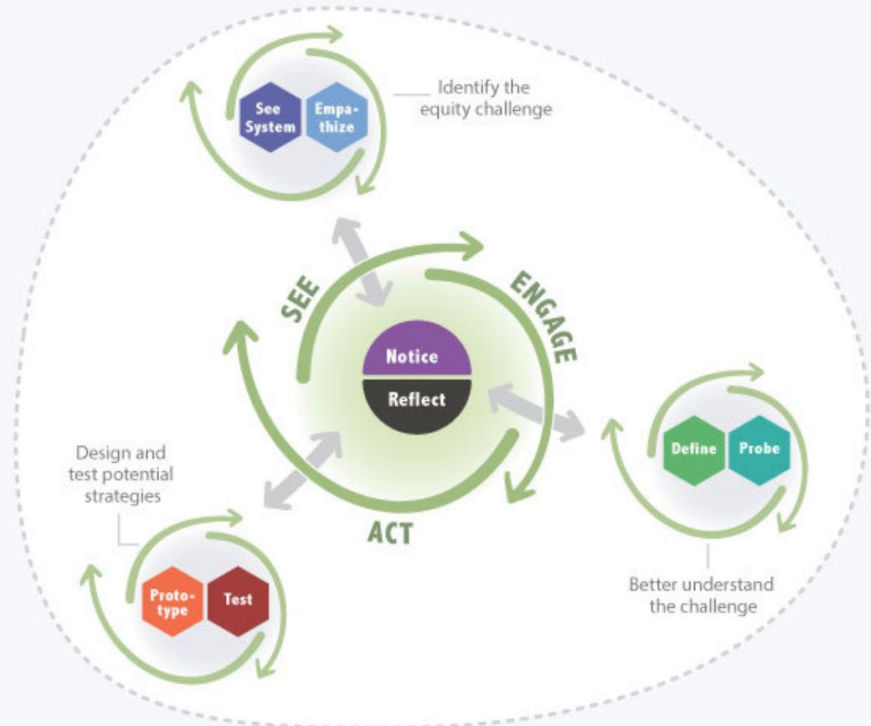 See
System
Empa-
thize
Identify the
equity challenge
SEE
ENGAGE
Notice
Reflect
ACT
Define
Probe
Better understand
the challenge
Design and
test potential
strategies
Proto-
type
Test